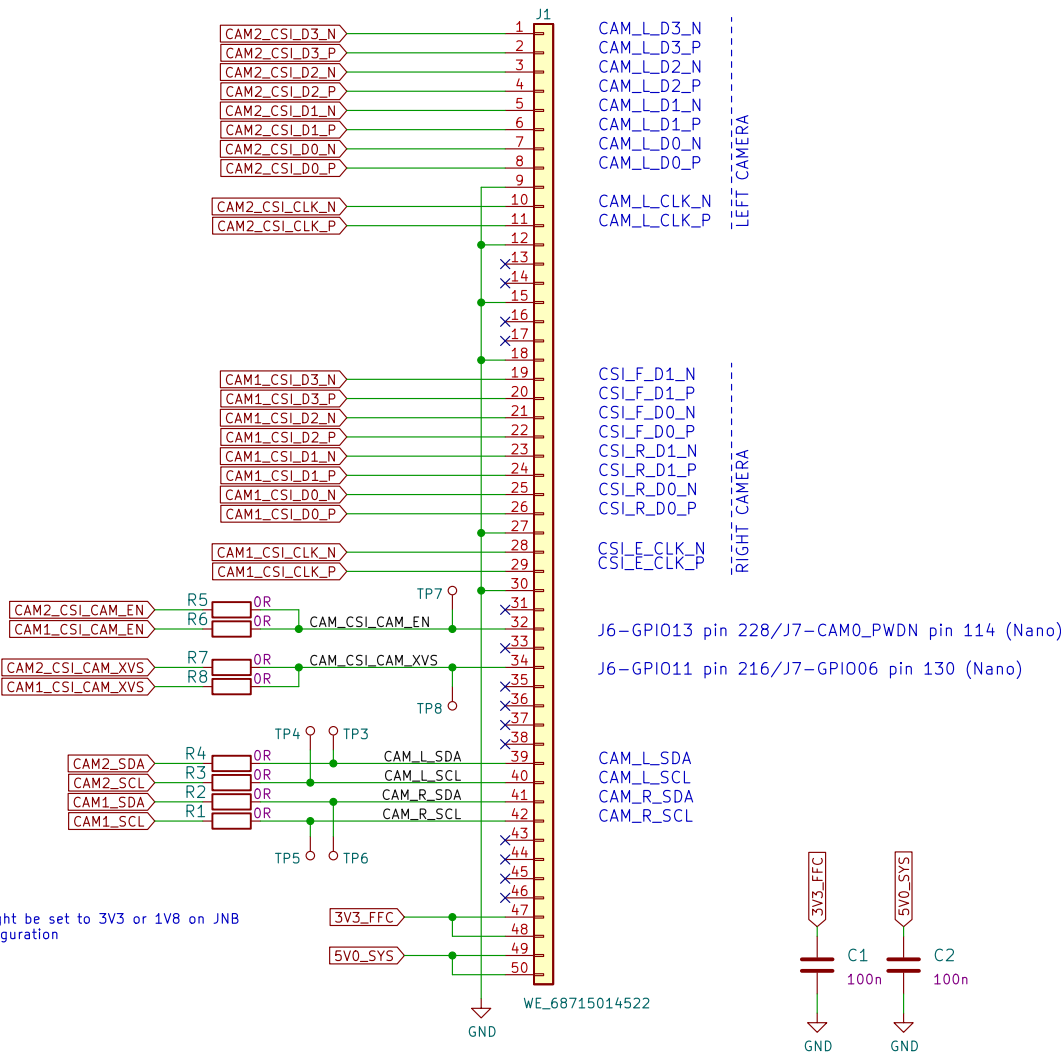 J1
CAM2_CSI_D3_N 1 CAM_L_D3_N
CAM2_CSI_D3_P 2 CAM_L_D3_P
CAM2_CSI_D2_N 3 CAM_L_D2_N
CAM2_CSI_D2_P 4 CAM_L_D2_P
CAM2_CSI_D1_N 5 CAM_L_D1_N
CAM2_CSI_D1_P 6 CAM_L_D1_P
CAM2_CSI_D0_N 7 CAM_L_D0_N
CAM2_CSI_D0_P 8 CAM_L_D0_P
9
CAM2_CSI_CLK_N 10 CAM_L_CLK_N
CAM2_CSI_CLK_P 11 CAM_L_CLK_P
LEFT CAMERA
12
13
14
15
16
17
18
CAM1_CSI_D3_N 19 CSI_F_D1_N
CAM1_CSI_D3_P 20 CSI_F_D1_P
CAM1_CSI_D2_N 21 CSI_F_D0_N
CAM1_CSI_D2_P 22 CSI_F_D0_P
CAM1_CSI_D1_N 23 CSI_R_D1_N
CAM1_CSI_D1_P 24 CSI_R_D1_P
CAM1_CSI_D0_N 25 CSI_R_D0_N
CAM1_CSI_D0_P 26 CSI_R_D0_P
27
CAM1_CSI_CLK_N 28 CSI_E_CLK_N
CAM1_CSI_CLK_P 29 CSI_E_CLK_P
RIGHT CAMERA
TP7 30
CAM2_CSI_CAM_EN R5 0R 31
CAM1_CSI_CAM_EN R6 0R CAM_CSI_CAM_EN 32 J6-GPIO13 pin 228/J7-CAM0_PWDN pin 114 (Nano)
33
CAM2_CSI_CAM_XVS R7 0R CAM_CSI_CAM_XVS 34 J6-GPIO11 pin 216/J7-GPIO06 pin 130 (Nano)
CAM1_CSI_CAM_XVS R8 0R 35
TP8 36
37
TP4 TP3 38
CAM2_SDA R4 0R CAM_L_SDA 39 CAM_L_SDA
CAM2_SCL R3 0R CAM_L_SCL 40 CAM_L_SCL
CAM1_SDA R2 0R CAM_R_SDA 41 CAM_R_SDA
CAM1_SCL R1 0R CAM_R_SCL 42 CAM_R_SCL
43
TP5 TP6 44
45
46
3V3_FFC 47
48
5V0_SYS 49
50
ght be set to 3V3 or 1V8 on JNB
guration
WE_68715014522
GND
3V3_FFC 5V0_SYS
C1 C2
100n 100n
GND GND